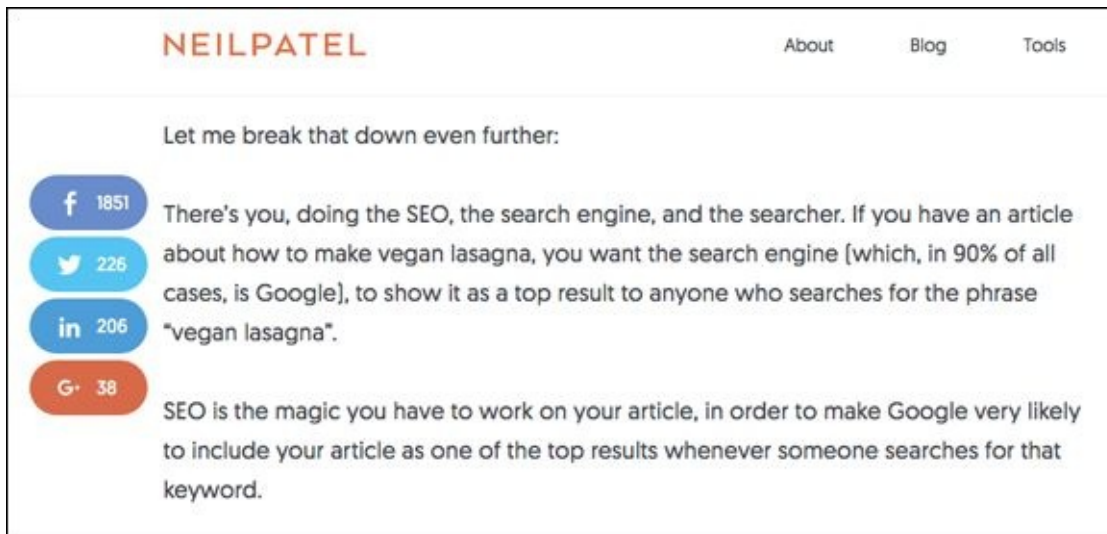 NEILPATEL
About Blog Tools
Let me break that down even further:
f 1851
226
in 206
G+ 38
There's you, doing the SEO, the search engine, and the searcher. If you have an article
about how to make vegan lasagna, you want the search engine (which, in 90% of all
cases, is Google), to show it as a top result to anyone who searches for the phrase
"vegan lasagna".
SEO is the magic you have to work on your article, in order to make Google very likely
to include your article as one of the top results whenever someone searches for that
keyword.